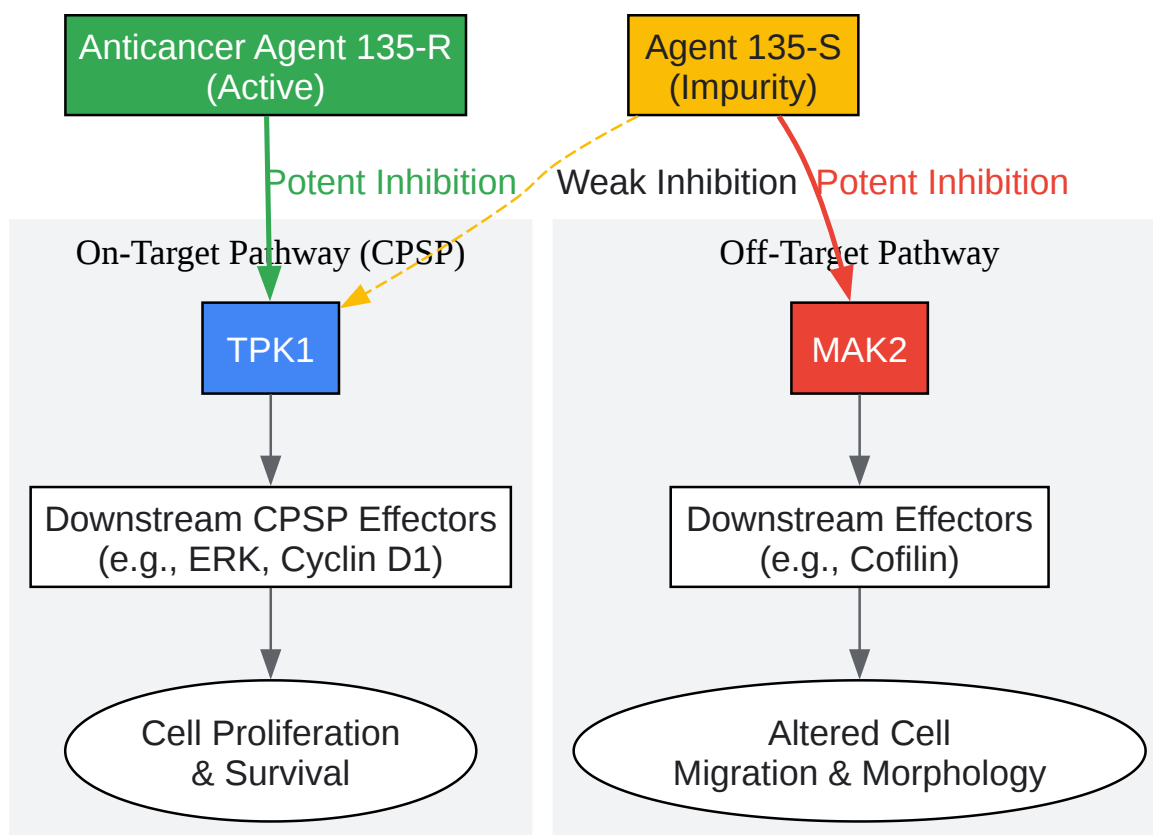 Anticancer Agent 135-R
(Active)
Agent 135-S
(Impurity)
Potent Inhibition
Weak Inhibition
Potent Inhibition
On-Target Pathway (CPSP)
Off-Target Pathway
TPK1
MAK2
Downstream CPSP Effectors
(e.g., ERK, Cyclin D1)
Downstream Effectors
(e.g., Cofilin)
Cell Proliferation
& Survival
Altered Cell
Migration & Morphology